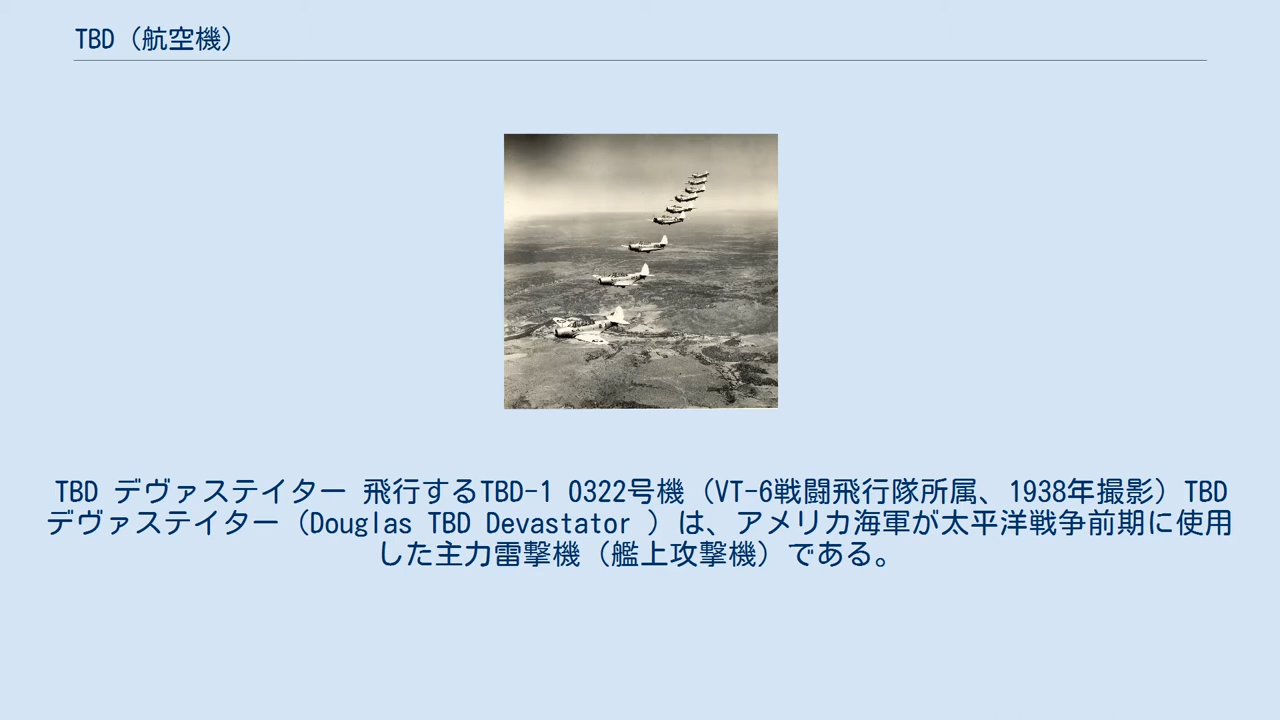 TBD（航空機）
TBD デヴァステイター 飛行するTBD-1 0322号機（VT-6戦闘飛行隊所属、1938年撮影）TBD
デヴァステイター（Douglas TBD Devastator ）は、アメリカ海軍が太平洋戦争前期に使用
した主力雷撃機（艦上攻撃機）である。